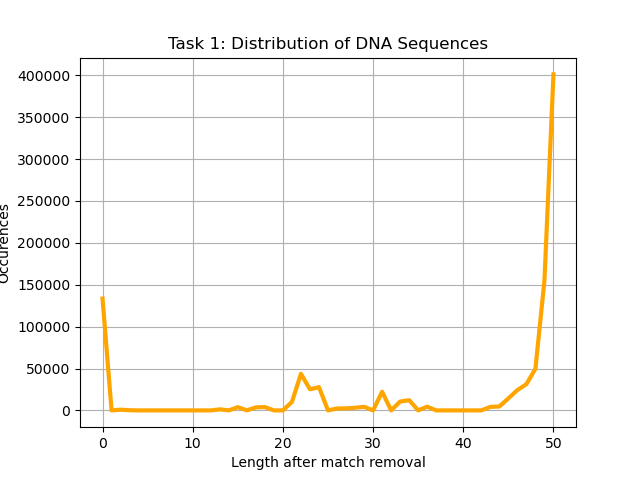 Task 1: Distribution of DNA Sequences
400000
350000
300000
250000
200000
150000
100000
50000
0
Occurences
0 10 20 30 40 50
Length after match removal